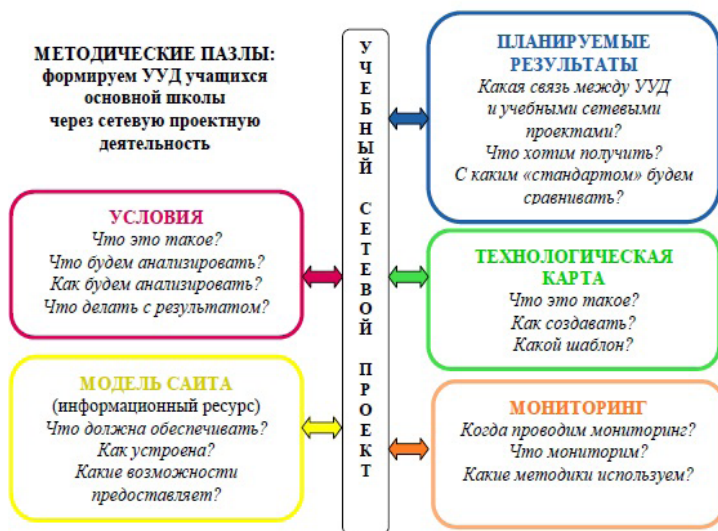 МЕТОДИЧЕСКИЕ ПАЗЛЫ:
формируем УУД учащихся
основной школы
через сетевую проектную
деятельность
УСЛОВИЯ
Что это такое?
Что будем анализировать?
Как будем анализировать?
Что делать с результатом?
МОДЕЛЬ САЙТА
(информационный ресурс)
Что должна обеспечивать?
Как устроена?
Какие возможности
предоставляет?
УЧЕБНЫЙ СЕТЕВОЙ ПРОЕКТ
ПЛАНИРУЕМЫЕ
РЕЗУЛЬТАТЫ
Какая связь между УУД
и учебными сетевыми
проектами?
Что хотим получить?
С каким «стандартом» будем
сравнивать?
ТЕХНОЛОГИЧЕСКАЯ
КАРТА
Что это такое?
Как создавать?
Какой шаблон?
МОНИТОРИНГ
Когда проводим мониторинг?
Что мониторим?
Какие методики используем?